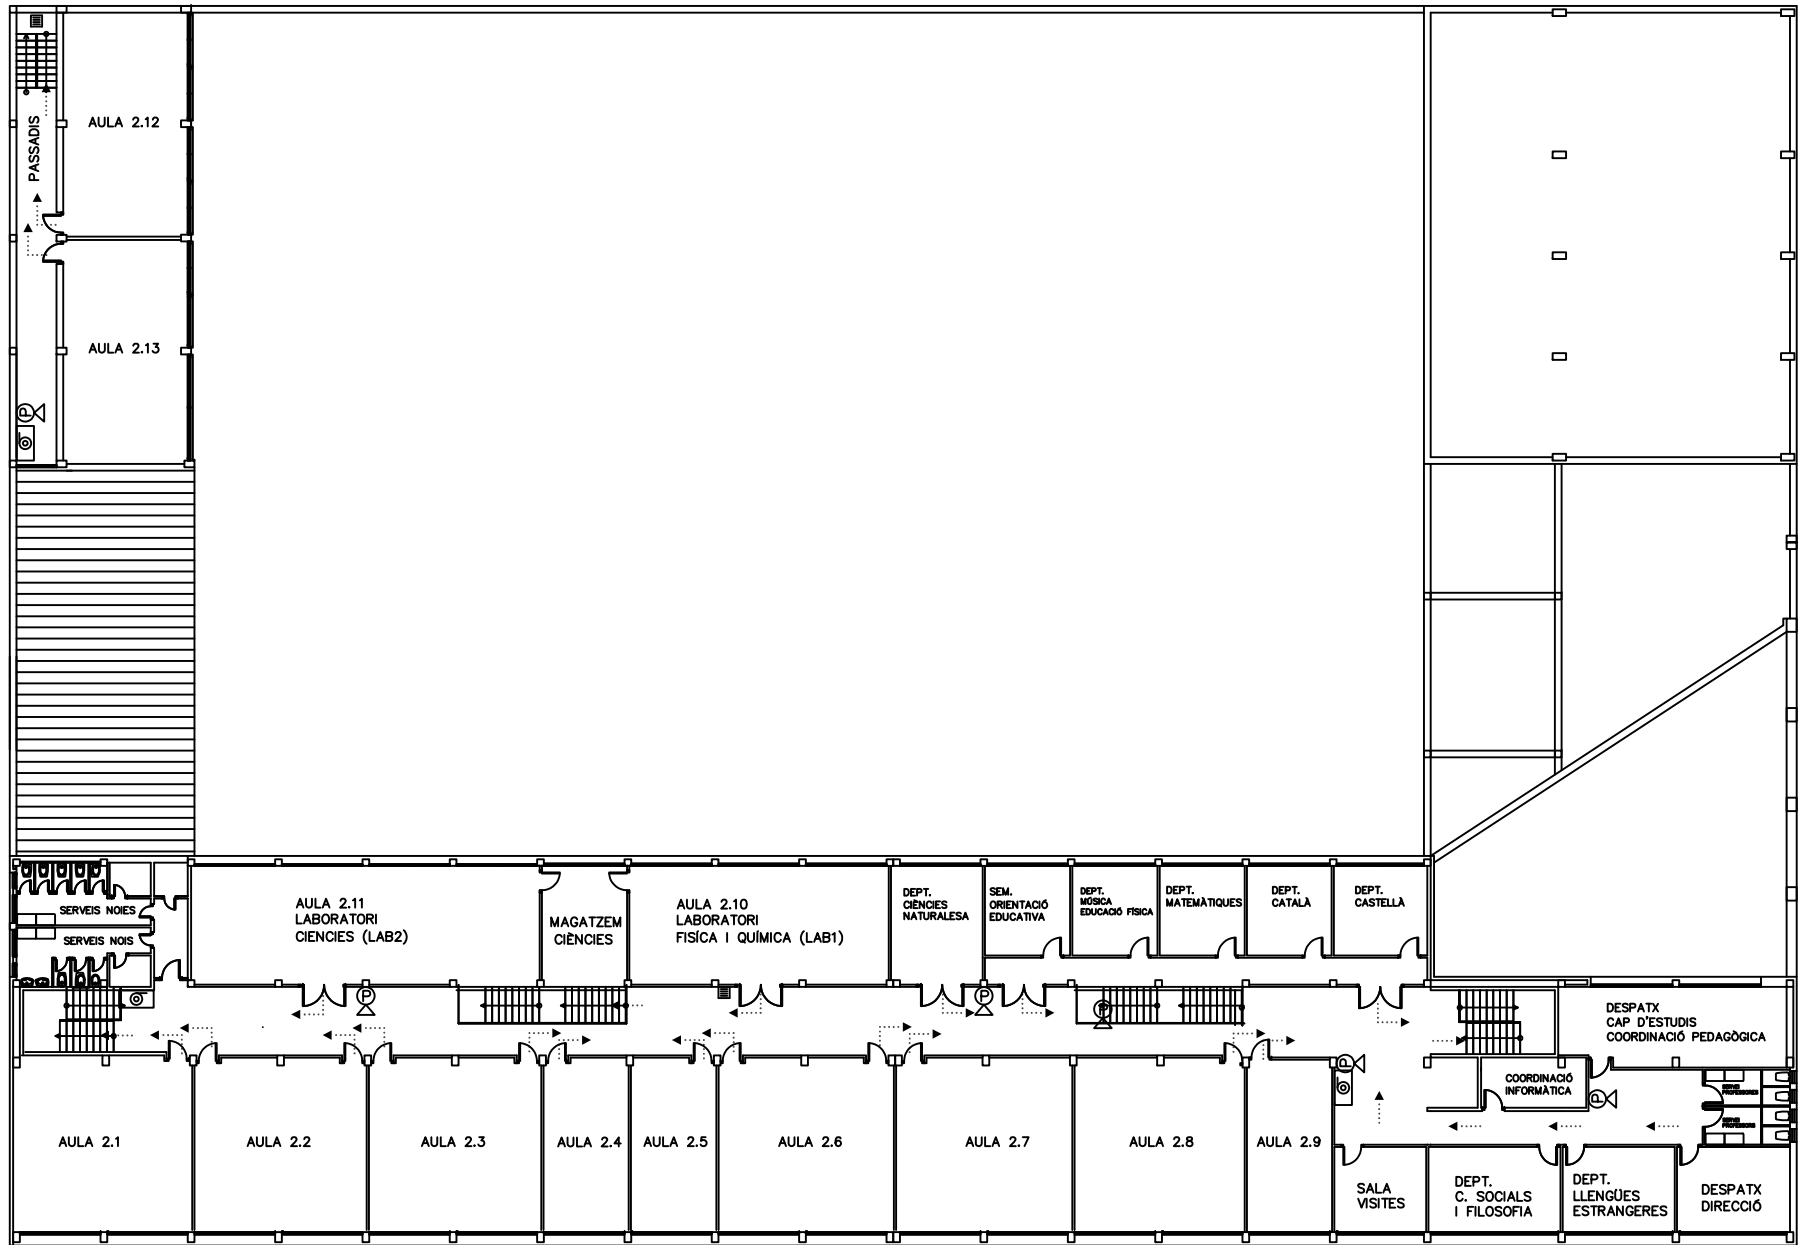 AULA 2.12
PASSADIS
AULA 2.13
P
SERVEIS NOIES
SERVEIS NOIS
AULA 2.11
LABORATORI
CIENCIES (LAB2)
MAGATZEM
CIÈNCIES
AULA 2.10
LABORATORI
FISÍCA I QUÍMICA (LAB1)
DEPT.
CIÈNCIES
NATURALESA
SEM.
ORIENTACIÓ
EDUCATIVA
DEPT.
MÚSICA
EDUCACIÓ FÍSICA
DEPT.
MATEMÀTIQUES
DEPT.
CATALÀ
DEPT.
CASTELLÀ
P
P
P
P
P
DESPATX
CAP D'ESTUDIS
COORDINACIÓ PEDAGÒGICA
COORDINACIÓ
INFORMÀTICA
SERVEI
PROFESSORES
SERVEI
PROFESSORS
AULA 2.1
AULA 2.2
AULA 2.3
AULA 2.4
AULA 2.5
AULA 2.6
AULA 2.7
AULA 2.8
AULA 2.9
SALA
VISITES
DEPT.
C. SOCIALS
I FILOSOFIA
DEPT.
LLENGÜES
ESTRANGERES
DESPATX
DIRECCIÓ